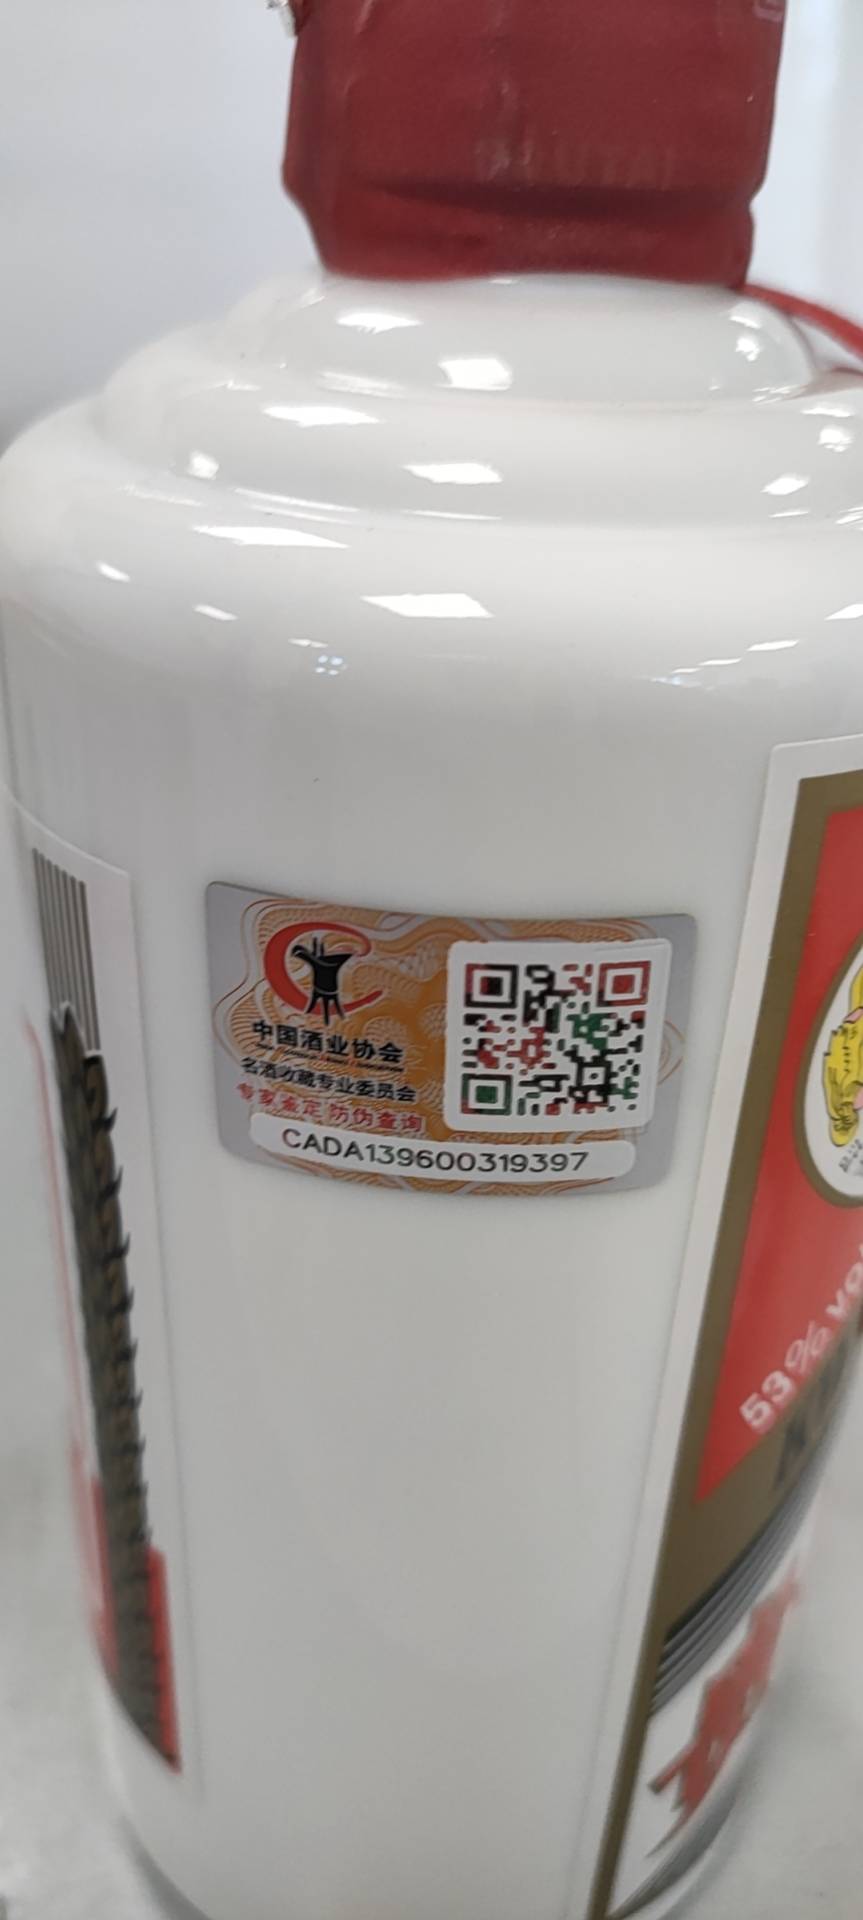 中国酒业协会
名酒收藏专业委员会
专家鉴定 防伪查询
CADA139600319397
53% vol